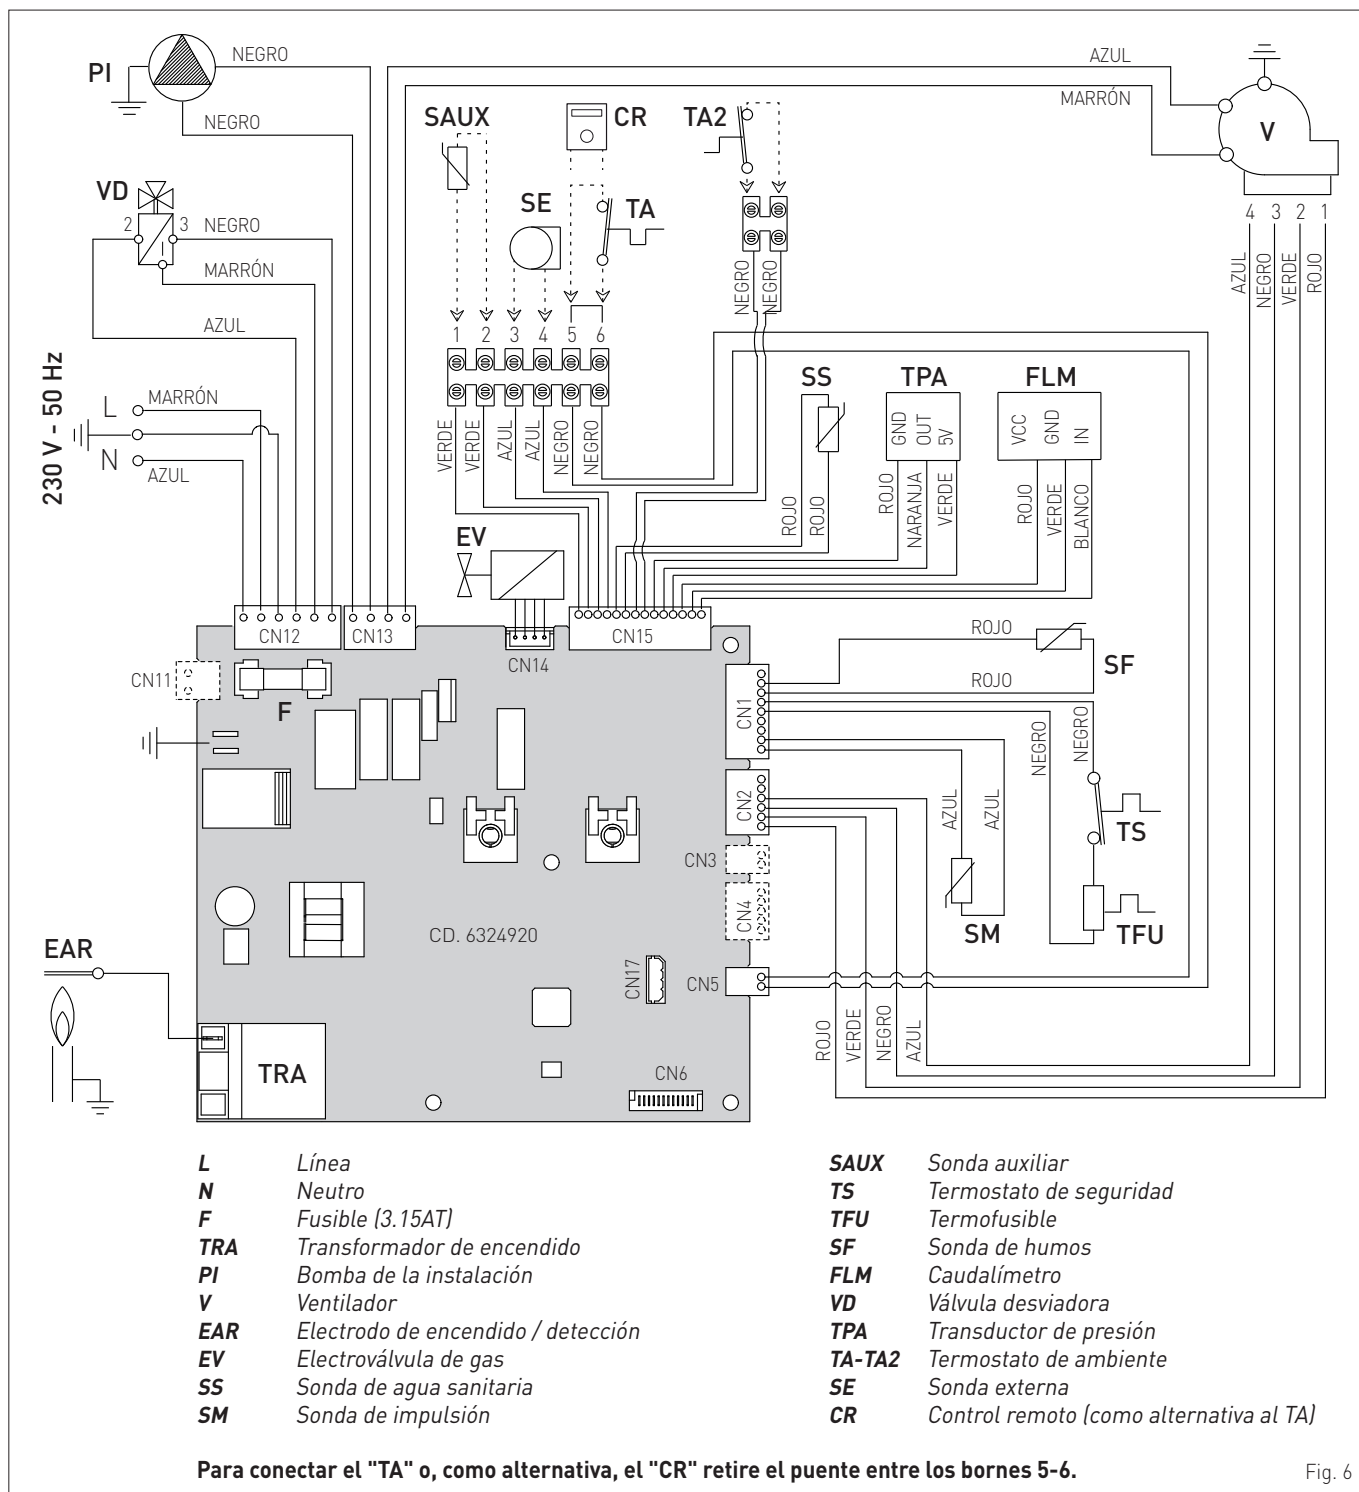 PI
NEGRO
NEGRO
SAUX
CR
TA2
AZUL
MARRÓN
V
VD
2
3
NEGRO
MARRÓN
AZUL
SE
TA
NEGRO
NEGRO
4
3
2
1
AZUL
NEGRO
VERDE
ROJO
230 V - 50 Hz
L
MARRÓN
N
AZUL
1
2
3
4
5
6
VERDE
VERDE
AZUL
AZUL
NEGRO
NEGRO
SS
TPA
FLM
GND
OUT
5V
VCC
GND
IN
ROJO
ROJO
ROJO
NARANJA
VERDE
ROJO
VERDE
BLANCO
EV
CN12
CN13
CN14
CN15
CN11
F
ROJO
SF
ROJO
CN1
NEGRO
NEGRO
CN2
AZUL
AZUL
TS
CN3
CN4
SM
TFU
CD. 6324920
EAR
CN17
CN5
ROJO
VERDE
NEGRO
AZUL
TRA
CN6
L Línea
N Neutro
F Fusible (3.15AT)
TRA Transformador de encendido
PI Bomba de la instalación
V Ventilador
EAR Electrodo de encendido / detección
EV Electroválvula de gas
SS Sonda de agua sanitaria
SM Sonda de impulsión
SAUX Sonda auxiliar
TS Termostato de seguridad
TFU Termofusible
SF Sonda de humos
FLM Caudalímetro
VD Válvula desviadora
TPA Transductor de presión
TA-TA2 Termostato de ambiente
SE Sonda externa
CR Control remoto (como alternativa al TA)
Para conectar el "TA" o, como alternativa, el "CR" retire el puente entre los bornes 5-6.
Fig. 6